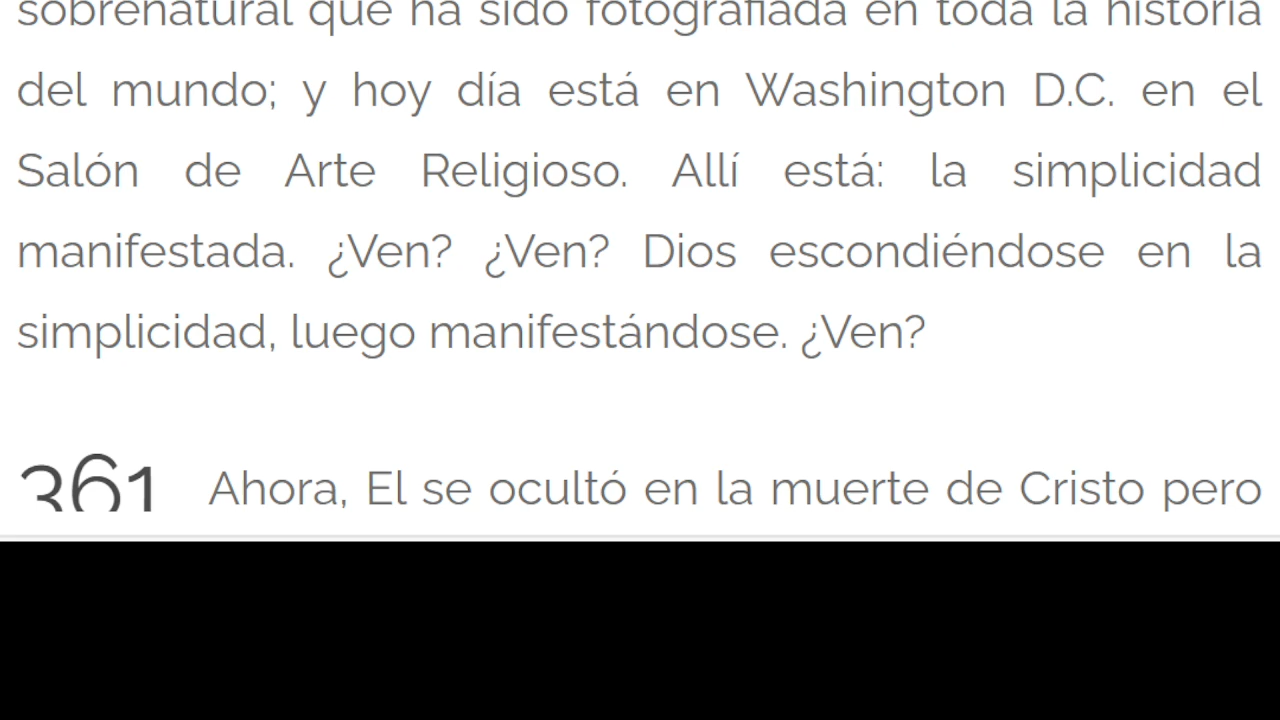 sobrenatural que ha sido fotografiada en toda la historia
del mundo; y hoy día está en Washington D.C. en el
Salón de Arte Religioso. Allí está: la simplicidad
manifestada. ¿Ven? ¿Ven? Dios escondiéndose en la
simplicidad, luego manifestándose. ¿Ven?
361 Ahora, El se ocultó en la muerte de Cristo pero